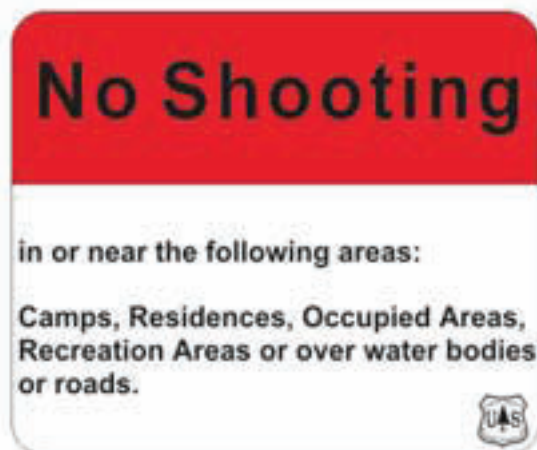 No Shooting
in or near the following areas:
Camps, Residences, Occupied Areas,
Recreation Areas or over water bodies
or roads.
U S